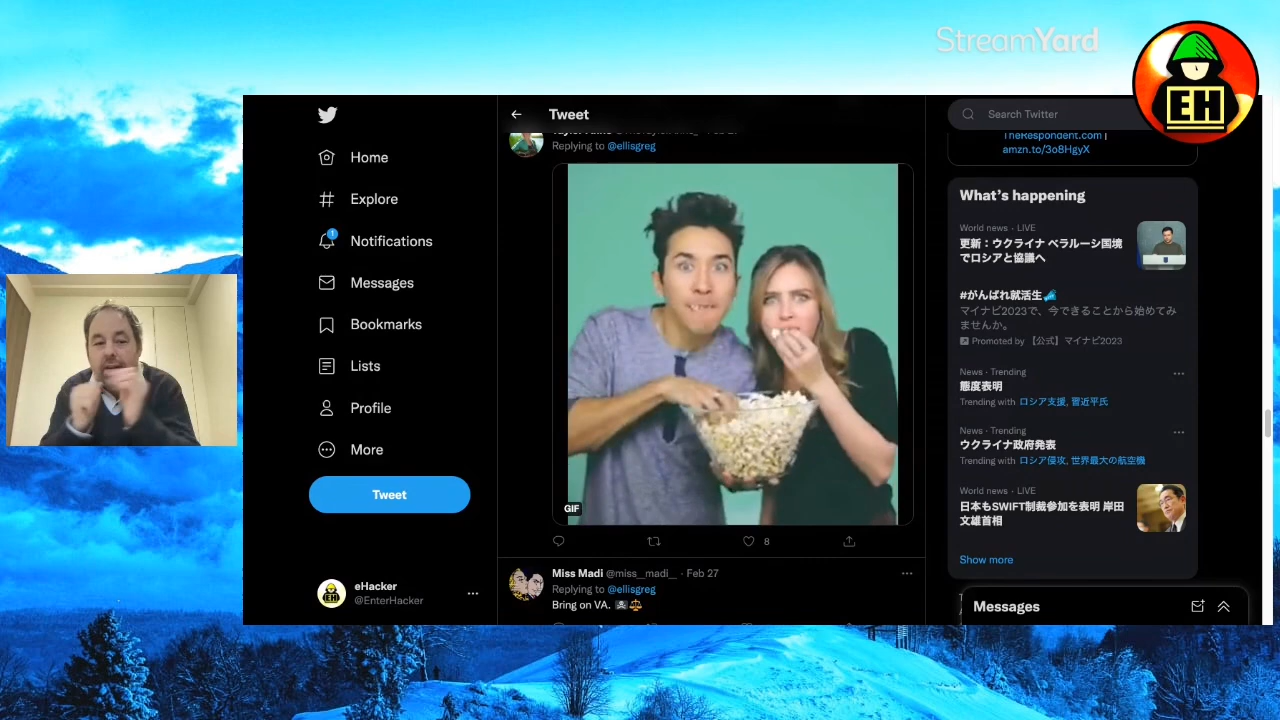 StreamYard
EH
Tweet
Search Twitter
Home
Explore
Notifications
1
Messages
Bookmarks
Lists
Profile
More
Tweet
eHacker
@EnterHacker
Replying to @ellisgreg
GIF
8
Miss Madi @miss__madi__ · Feb 27
Replying to @ellisgreg
Bring on VA.
TheRespondent.com |
amzn.to/3o8HgyX
What's happening
World news · LIVE
更新：ウクライナ ベラルーシ国境
でロシアと協議へ
#がんばれ就活生
マイナビ2023で、今できることから始めてみ
ませんか。
Promoted by 【公式】マイナビ2023
News · Trending
態度表明
Trending with ロシア支援, 習近平氏
News · Trending
ウクライナ政府発表
Trending with ロシア侵攻, 世界最大の航空機
World news · LIVE
日本もSWIFT制裁参加を表明 岸田
文雄首相
Show more
Messages